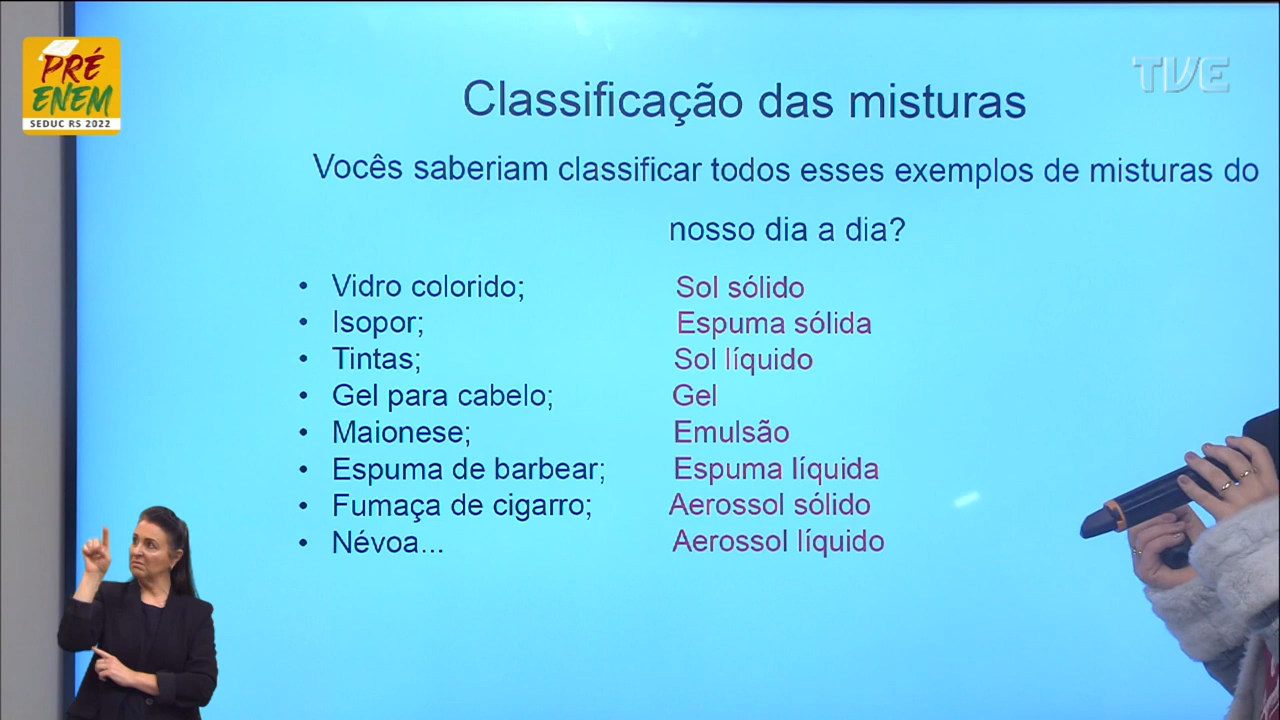 PRÉ
ENEM
SEDUC RS 2022
TVE
Classificação das misturas
Vocês saberiam classificar todos esses exemplos de misturas do
nosso dia a dia?
• Vidro colorido; Sol sólido
• Isopor; Espuma sólida
• Tintas; Sol líquido
• Gel para cabelo; Gel
• Maionese; Emulsão
• Espuma de barbear; Espuma líquida
• Fumaça de cigarro; Aerossol sólido
• Névoa... Aerossol líquido